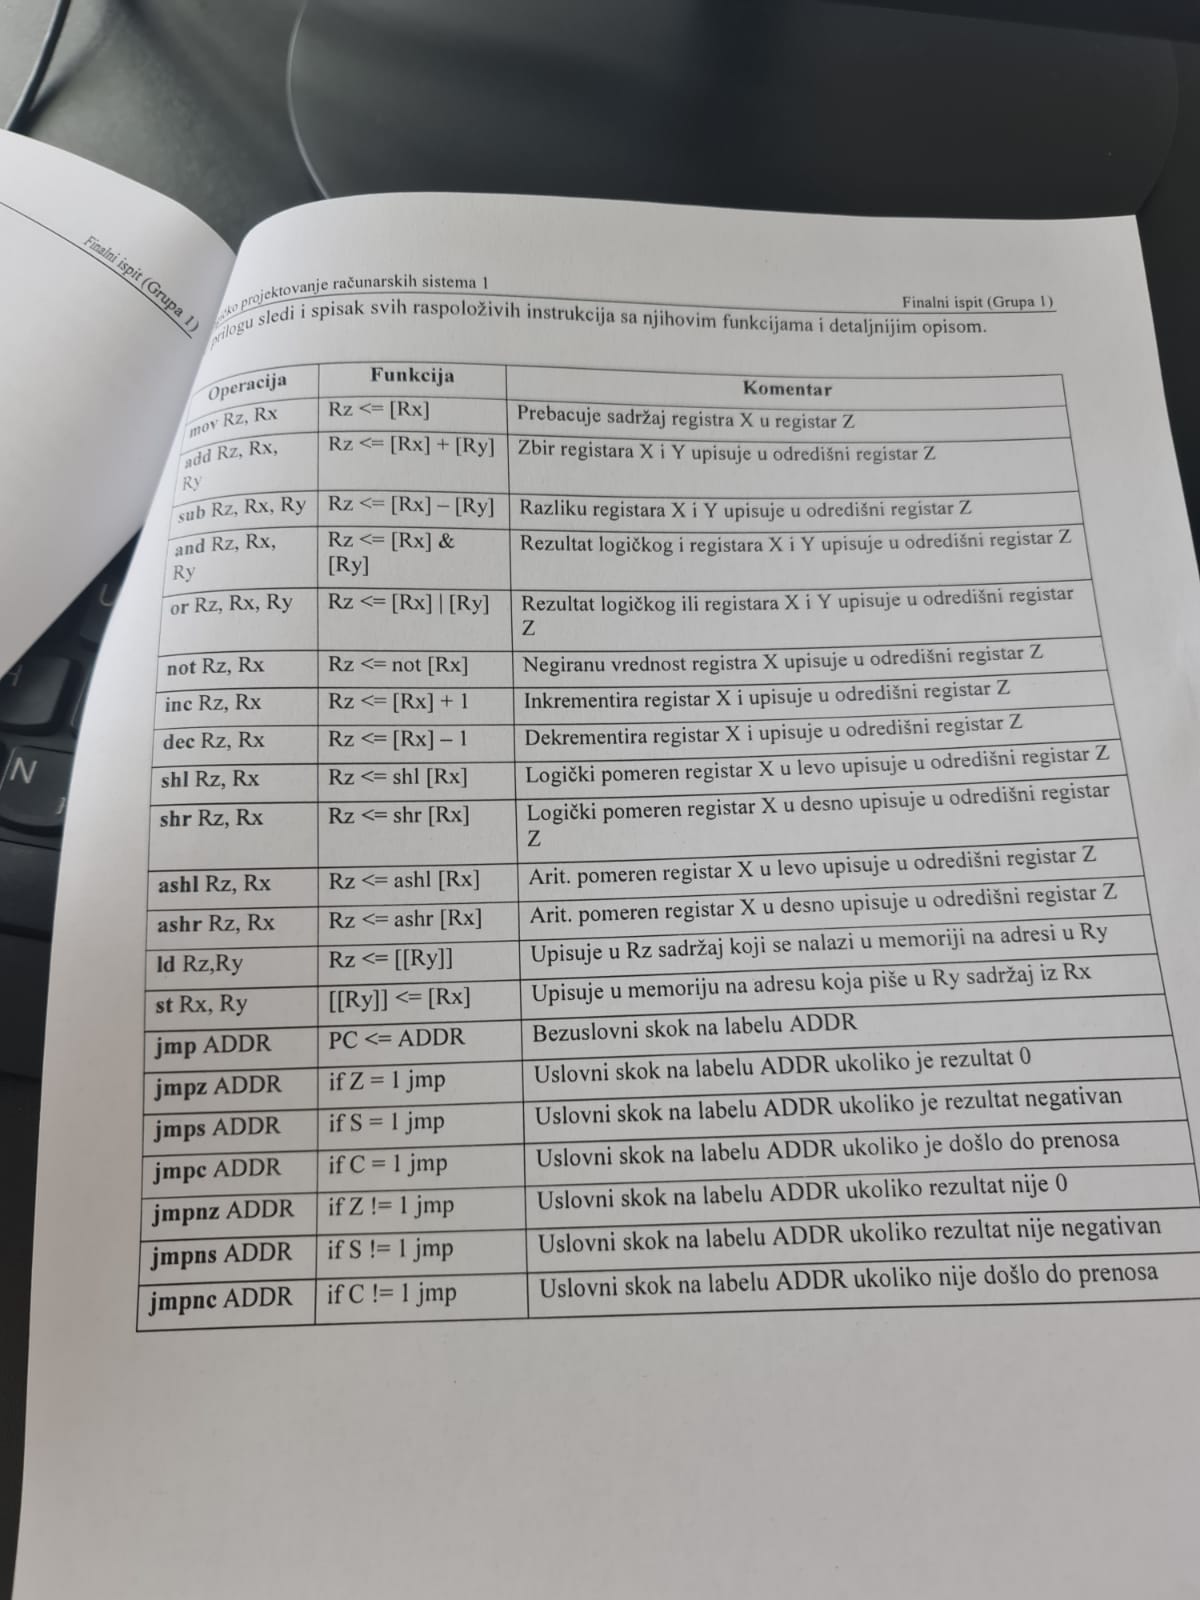 Finalni ispit (Grupa 1)
projektovanje računarskih sistema 1
Finalni ispit (Grupa 1)
prilogu sledi i spisak svih raspoloživih instrukcija sa njihovim funkcijama i detaljnijim opisom.
Operacija Funkcija Komentar
mov Rz, Rx Rz <= [Rx] Prebacuje sadržaj registra X u registar Z
add Rz, Rx, Rz <= [Rx] + [Ry] Zbir registara X i Y upisuje u odredišni registar Z
Ry
sub Rz, Rx, Ry Rz <= [Rx] – [Ry] Razliku registara X i Y upisuje u odredišni registar Z
and Rz, Rx, Rz <= [Rx] & Rezultat logičkog i registara X i Y upisuje u odredišni registar Z
Ry [Ry]
or Rz, Rx, Ry Rz <= [Rx] | [Ry] Rezultat logičkog ili registara X i Y upisuje u odredišni registar
Z
not Rz, Rx Rz <= not [Rx] Negiranu vrednost registra X upisuje u odredišni registar Z
inc Rz, Rx Rz <= [Rx] + 1 Inkrementira registar X i upisuje u odredišni registar Z
dec Rz, Rx Rz <= [Rx] – 1 Dekrementira registar X i upisuje u odredišni registar Z
shl Rz, Rx Rz <= shl [Rx] Logički pomeren registar X u levo upisuje u odredišni registar Z
shr Rz, Rx Rz <= shr [Rx] Logički pomeren registar X u desno upisuje u odredišni registar
Z
ashl Rz, Rx Rz <= ashl [Rx] Arit. pomeren registar X u levo upisuje u odredišni registar Z
ashr Rz, Rx Rz <= ashr [Rx] Arit. pomeren registar X u desno upisuje u odredišni registar Z
ld Rz,Ry Rz <= [[Ry]] Upisuje u Rz sadržaj koji se nalazi u memoriji na adresi u Ry
st Rx, Ry [[Ry]] <= [Rx] Upisuje u memoriju na adresu koja piše u Ry sadržaj iz Rx
jmp ADDR PC <= ADDR Bezuslovni skok na labelu ADDR
jmpz ADDR if Z = 1 jmp Uslovni skok na labelu ADDR ukoliko je rezultat 0
jmps ADDR if S = 1 jmp Uslovni skok na labelu ADDR ukoliko je rezultat negativan
jmpc ADDR if C = 1 jmp Uslovni skok na labelu ADDR ukoliko je došlo do prenosa
jmpnz ADDR if Z != 1 jmp Uslovni skok na labelu ADDR ukoliko rezultat nije 0
jmpns ADDR if S != 1 jmp Uslovni skok na labelu ADDR ukoliko rezultat nije negativan
jmpnc ADDR if C != 1 jmp Uslovni skok na labelu ADDR ukoliko nije došlo do prenosa
N